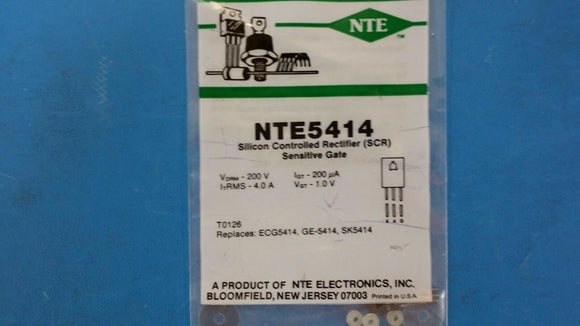 NTE
TM
NTE5414
Silicon Controlled Rectifier (SCR)
Sensitive Gate
VDRM - 200 V IGT - 200 µA
ITRMS - 4.0 A VGT - 1.0 V
T0126
Replaces: ECG5414, GE-5414, SK5414
A PRODUCT OF NTE ELECTRONICS, INC.
BLOOMFIELD, NEW JERSEY 07003 Printed in U.S.A.